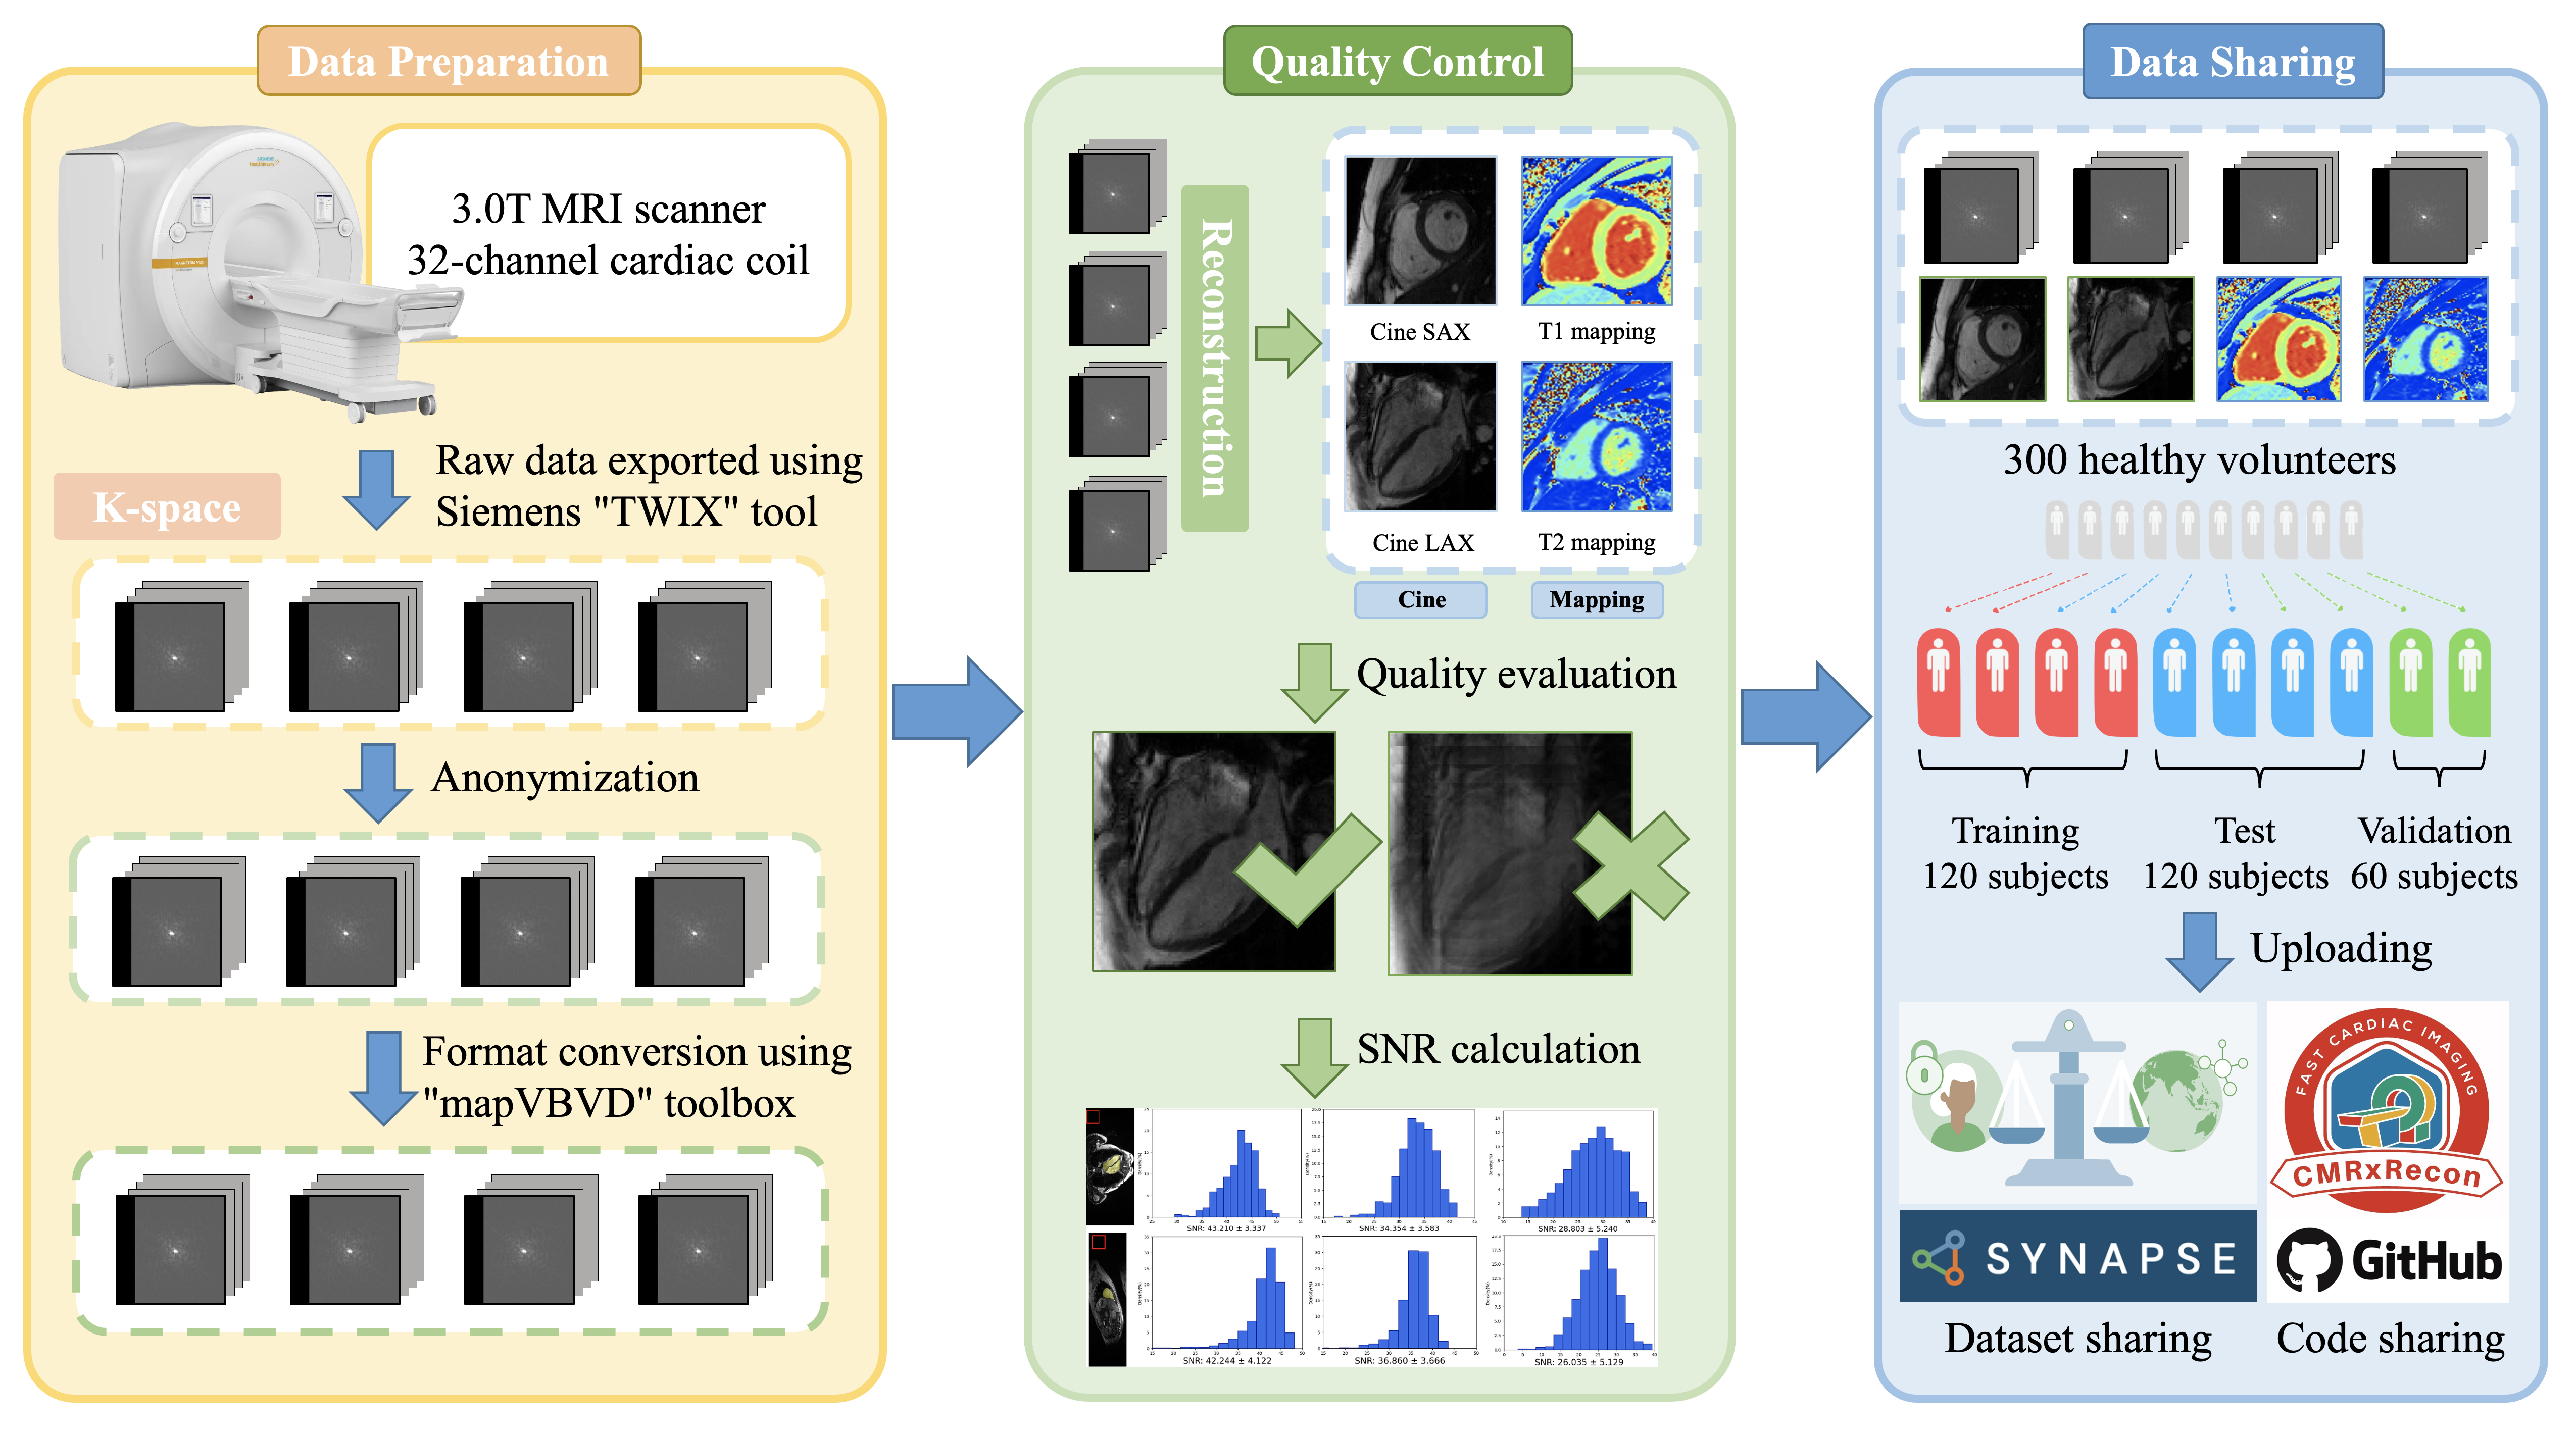 Data Preparation
3.0T MRI scanner
32-channel cardiac coil
Raw data exported using
Siemens "TWIX" tool
K-space
Anonymization
Format conversion using
"mapVBVD" toolbox
Quality Control
Reconstruction
Cine SAX
T1 mapping
Cine LAX
T2 mapping
Cine
Mapping
Quality evaluation
SNR calculation
SNR: 43.210 ± 3.337
SNR: 34.354 ± 3.583
SNR: 28.803 ± 5.240
SNR: 42.244 ± 4.122
SNR: 36.860 ± 3.666
SNR: 26.035 ± 5.129
Data Sharing
300 healthy volunteers
Training
120 subjects
Test
120 subjects
Validation
60 subjects
Uploading
FAST CARDIAC IMAGING
CMRxRecon
SYNAPSE
GitHub
Dataset sharing
Code sharing